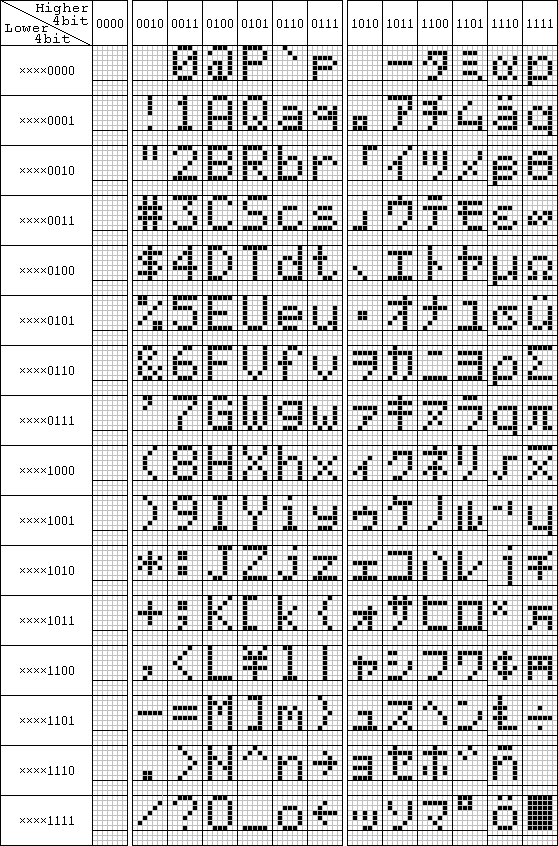 Higher 4bit
Lower 4bit
0000 0010 0011 0100 0101 0110 0111 1010 1011 1100 1101 1110 1111
××××0000 0 @ P ` p ー タ ミ α p
××××0001 ! 1 A Q a q 。 ア チ ム ä q
××××0010 " 2 B R b r 「 イ ツ メ β θ
××××0011 # 3 C S c s 」 ウ テ モ ε ∞
××××0100 $ 4 D T d t 、 エ ト ヤ μ Ω
××××0101 % 5 E U e u ・ オ ナ ユ σ ü
××××0110 & 6 F V f v ヲ カ ニ ヨ ρ Σ
××××0111 ' 7 G W g w ァ キ ヌ ラ q π
××××1000 ( 8 H X h x ィ ク ネ リ √ x̄
××××1001 ) 9 I Y i y ゥ ケ ノ ル ⁻¹ y
××××1010 * : J Z j z ェ コ ハ レ j 千
××××1011 + ; K [ k { ォ サ ヒ ロ × 万
××××1100 , < L ¥ l | ャ シ フ ワ ¢ 円
××××1101 - = M ] m } ュ ス ヘ ン £ ÷
××××1110 . > N ^ n → ョ セ ホ ゛ ñ
××××1111 / ? O _ o ← ッ ソ マ ゜ ö █